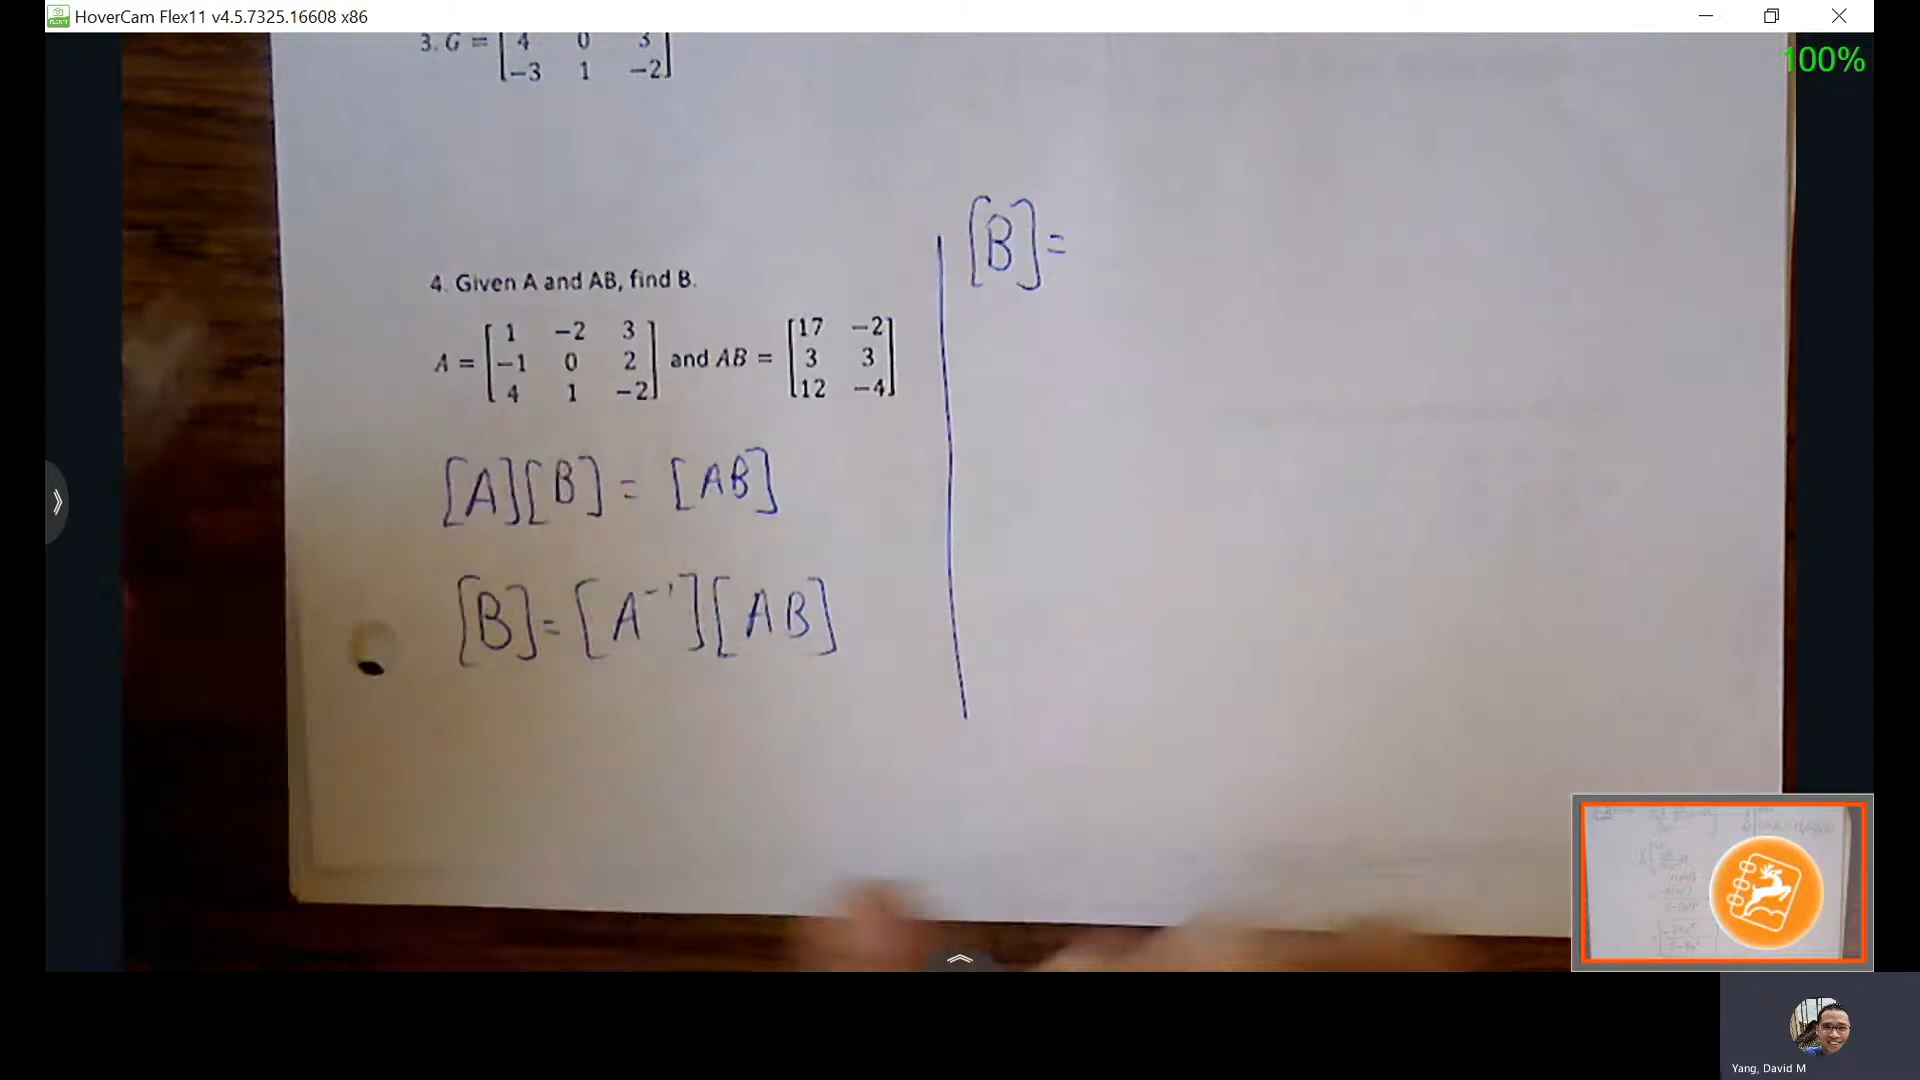 HoverCam Flex11 v4.5.7325.16608 x86
100%
3. G = [4 0 3
-3 1 -2]
[B] =
4. Given A and AB, find B.
A = [1 -2 3
-1 0 2
4 1 -2] and AB = [17 -2
3 3
12 -4]
[A][B] = [AB]
[B] = [A⁻¹][AB]
Yang, David M